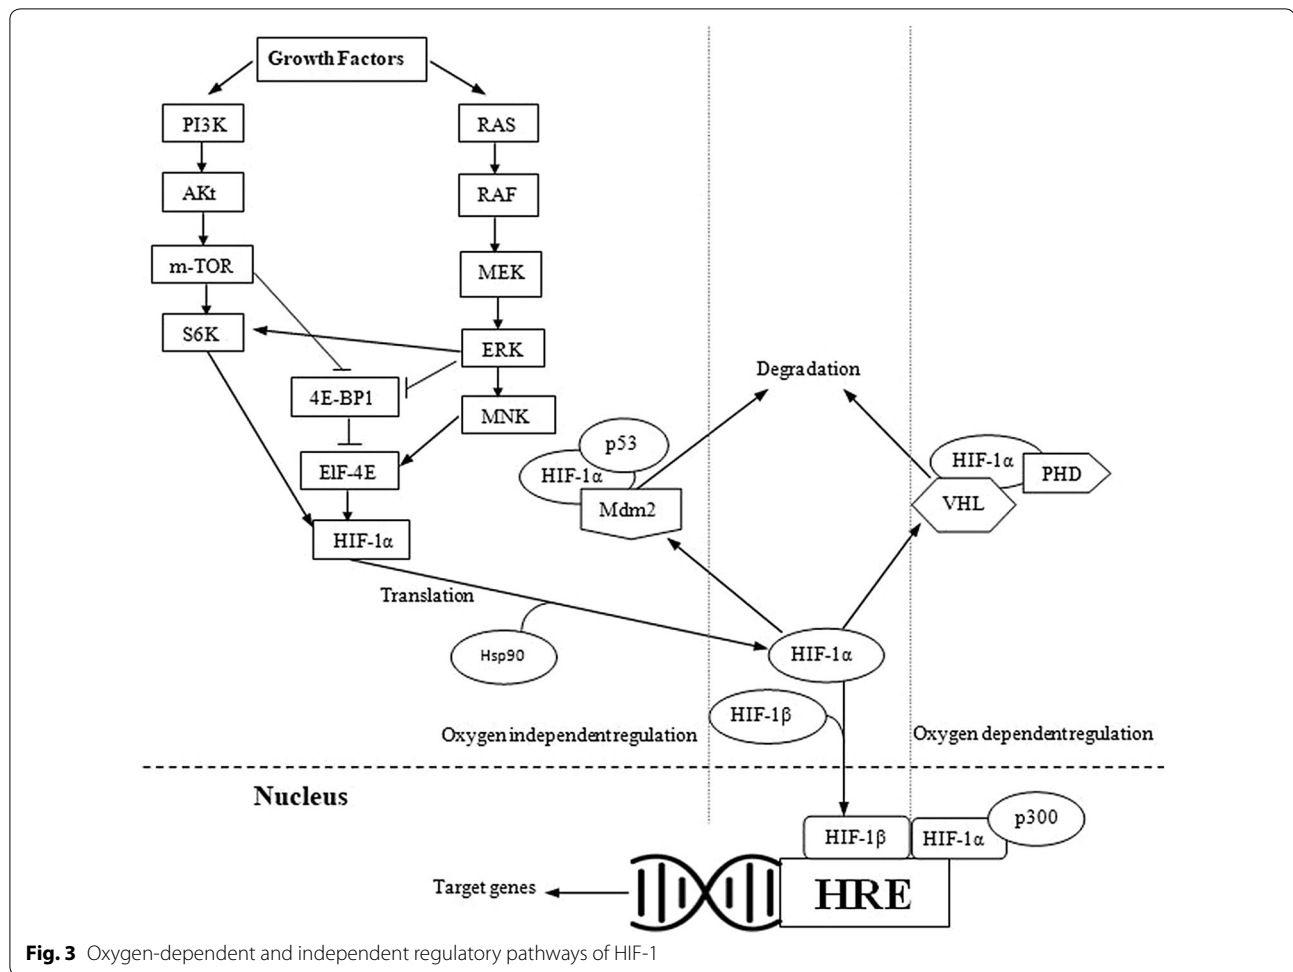 Growth Factors
PI3K
RAS
AKt
RAF
m-TOR
MEK
S6K
ERK
Degradation
4E-BP1
MNK
p53
HIF-1α
Mdm2
EIF-4E
HIF-1α
PHD
VHL
HIF-1α
Translation
Hsp90
HIF-1α
HIF-1β
Oxygen independent regulation
Oxygen dependent regulation
Nucleus
p300
HIF-1β
HIF-1α
Target genes
HRE
Fig. 3 Oxygen-dependent and independent regulatory pathways of HIF-1